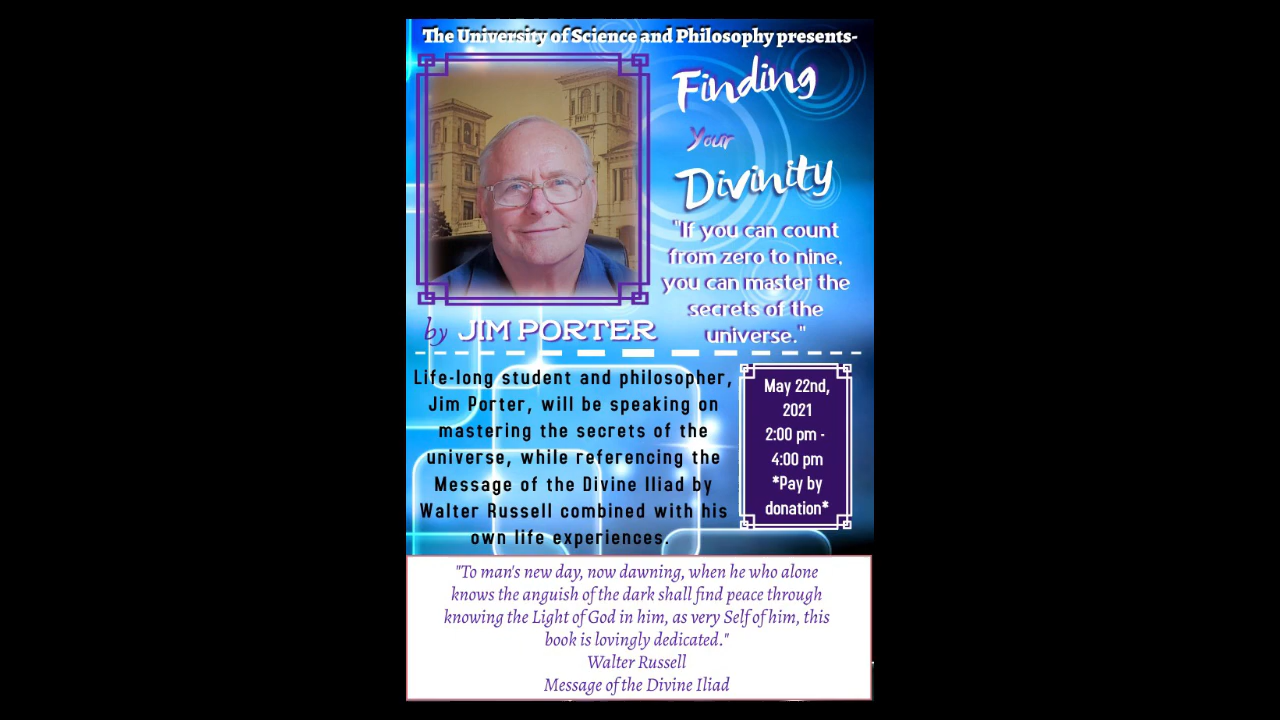 The University of Science and Philosophy presents-
Finding
Your
Divinity
"If you can count
from zero to nine,
you can master the
secrets of the
universe."
by JIM PORTER
Life-long student and philosopher,
Jim Porter, will be speaking on
mastering the secrets of the
universe, while referencing the
Message of the Divine Iliad by
Walter Russell combined with his
own life experiences.
May 22nd,
2021
2:00 pm -
4:00 pm
*Pay by
donation*
"To man's new day, now dawning, when he who alone
knows the anguish of the dark shall find peace through
knowing the Light of God in him, as very Self of him, this
book is lovingly dedicated."
Walter Russell
Message of the Divine Iliad